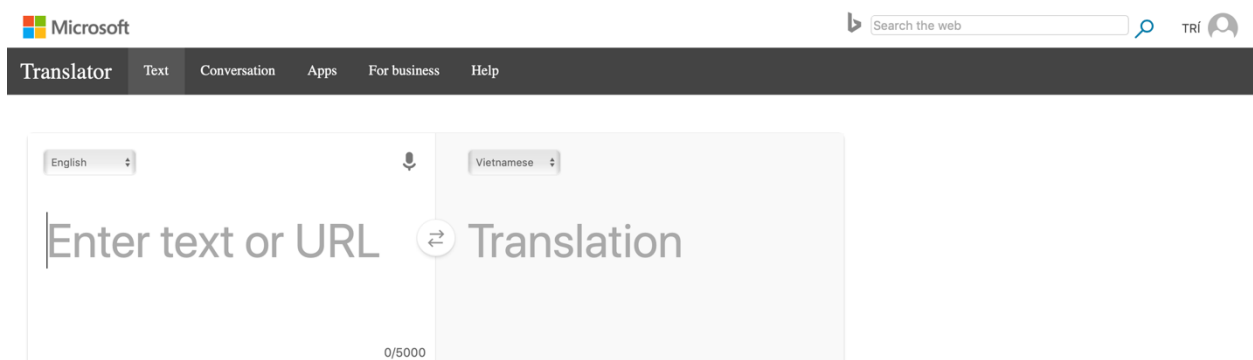 Microsoft
Search the web
TRÍ
Translator Text Conversation Apps For business Help
English
Vietnamese
Enter text or URL
Translation
0/5000